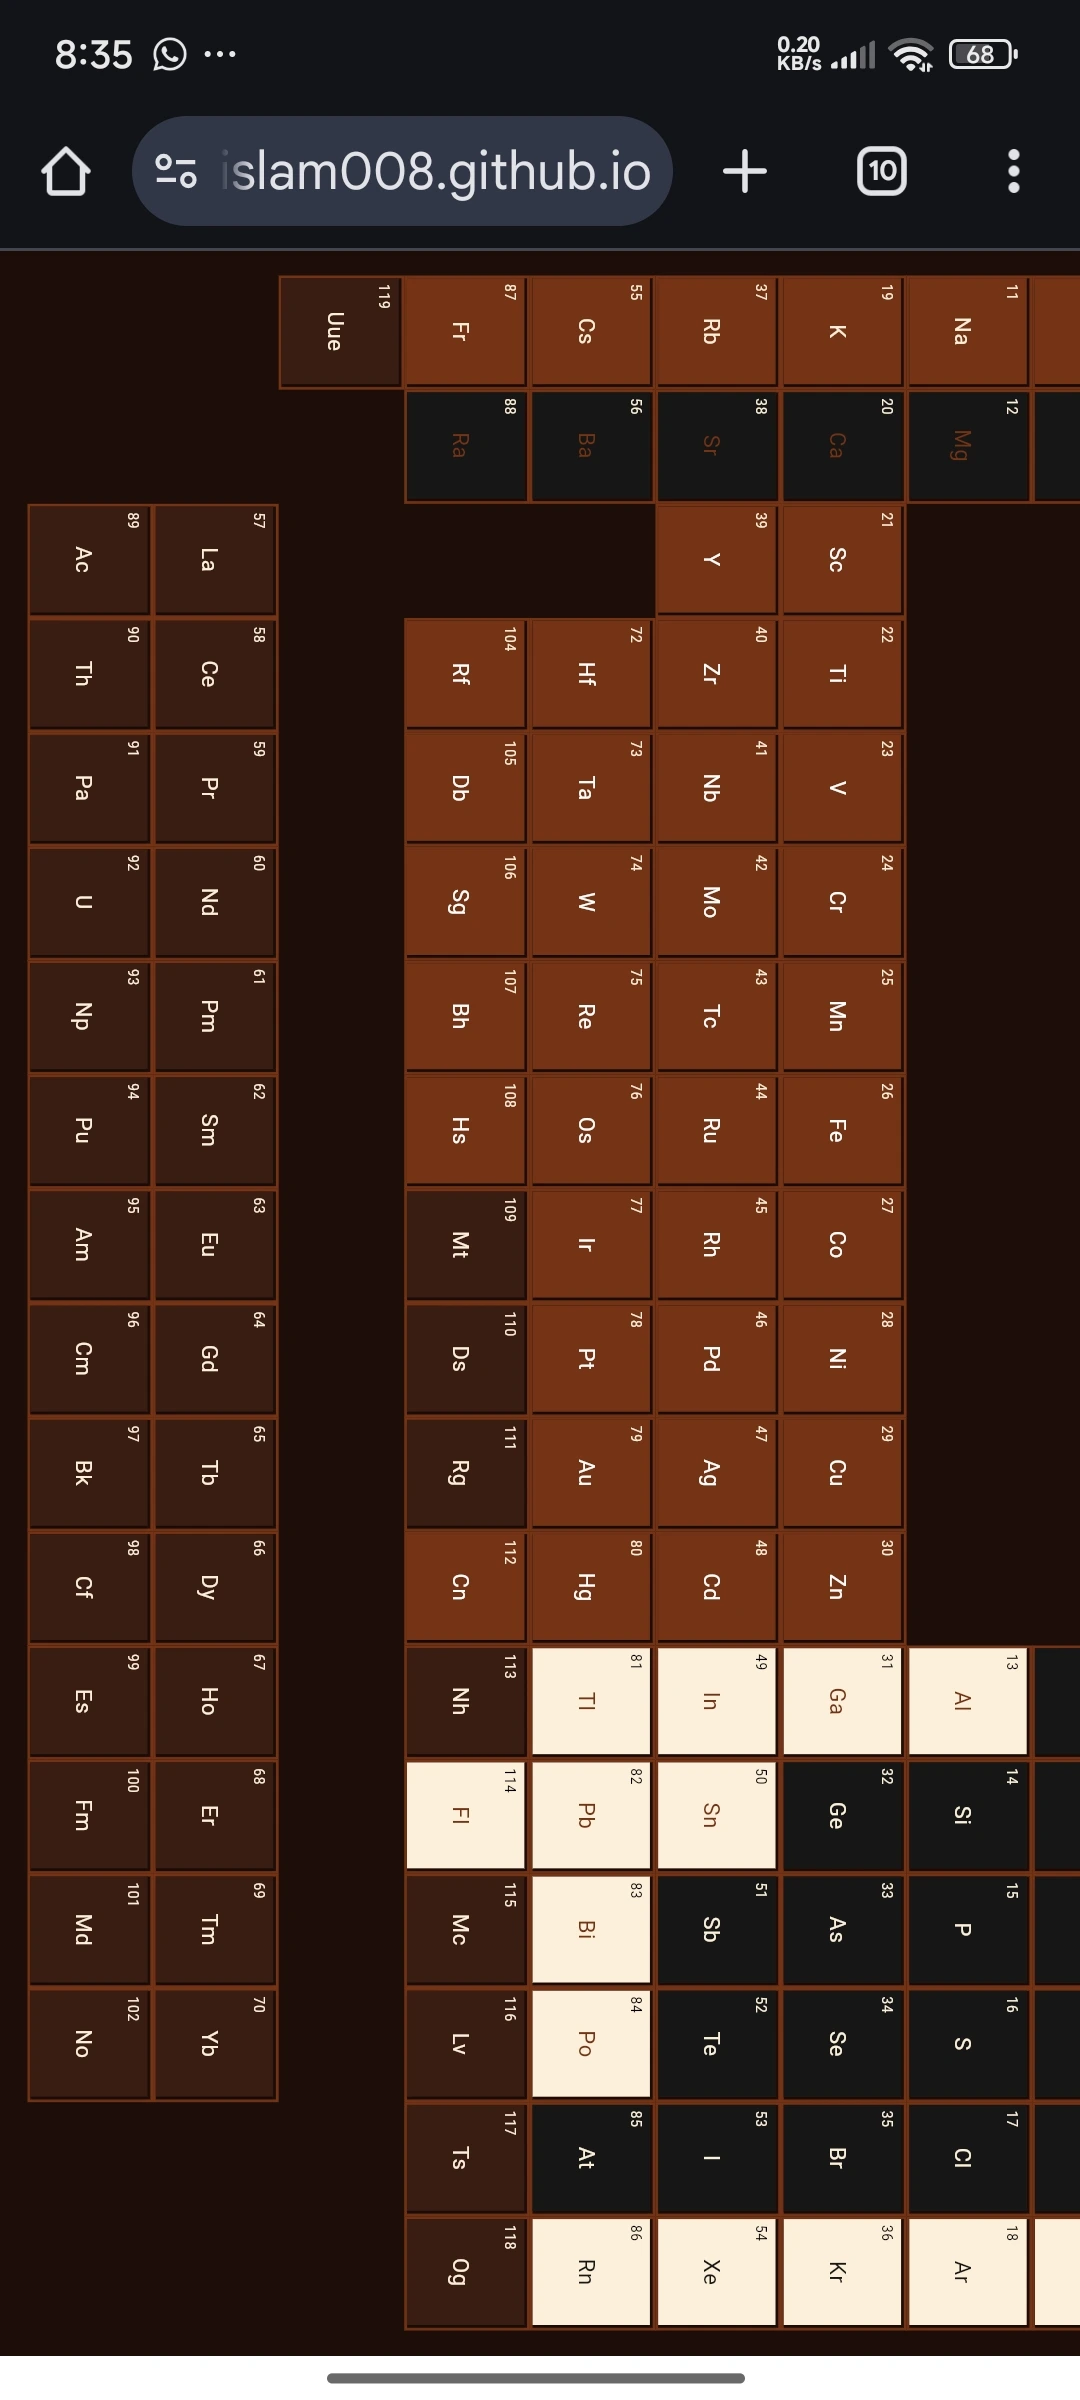 8:35
0.20 KB/s
68
islam008.github.io
10
11 Na 12 Mg 13 Al 14 Si 15 P 16 S 17 Cl 18 Ar
19 K 20 Ca 21 Sc 22 Ti 23 V 24 Cr 25 Mn 26 Fe 27 Co 28 Ni 29 Cu 30 Zn 31 Ga 32 Ge 33 As 34 Se 35 Br 36 Kr
37 Rb 38 Sr 39 Y 40 Zr 41 Nb 42 Mo 43 Tc 44 Ru 45 Rh 46 Pd 47 Ag 48 Cd 49 In 50 Sn 51 Sb 52 Te 53 I 54 Xe
55 Cs 56 Ba 72 Hf 73 Ta 74 W 75 Re 76 Os 77 Ir 78 Pt 79 Au 80 Hg 81 Tl 82 Pb 83 Bi 84 Po 85 At 86 Rn
87 Fr 88 Ra 104 Rf 105 Db 106 Sg 107 Bh 108 Hs 109 Mt 110 Ds 111 Rg 112 Cn 113 Nh 114 Fl 115 Mc 116 Lv 117 Ts 118 Og
119 Uue
57 La 58 Ce 59 Pr 60 Nd 61 Pm 62 Sm 63 Eu 64 Gd 65 Tb 66 Dy 67 Ho 68 Er 69 Tm 70 Yb
89 Ac 90 Th 91 Pa 92 U 93 Np 94 Pu 95 Am 96 Cm 97 Bk 98 Cf 99 Es 100 Fm 101 Md 102 No